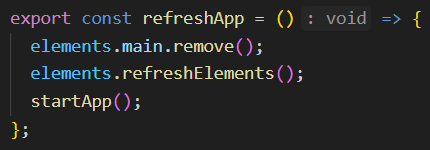 export const refreshApp = () : void => {
  elements.main.remove();
  elements.refreshElements();
  startApp();
};